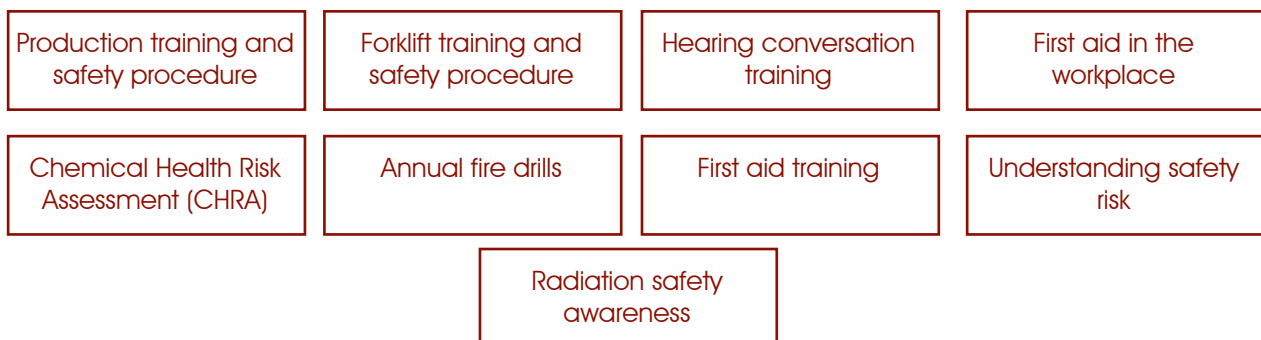 Production training and
safety procedure
Forklift training and
safety procedure
Hearing conversation
training
First aid in the
workplace
Chemical Health Risk
Assessment (CHRA)
Annual fire drills
First aid training
Understanding safety
risk
Radiation safety
awareness